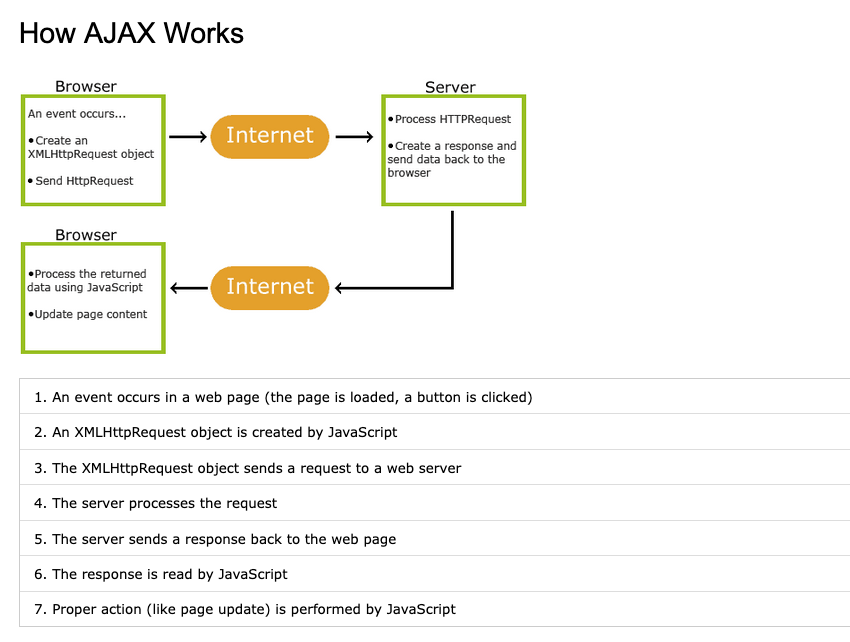 How AJAX Works
Browser
An event occurs...
•Create an
XMLHttpRequest object
• Send HttpRequest
Internet
Server
•Process HTTPRequest
•Create a response and
send data back to the
browser
Browser
•Process the returned
data using JavaScript
•Update page content
Internet
1. An event occurs in a web page (the page is loaded, a button is clicked)
2. An XMLHttpRequest object is created by JavaScript
3. The XMLHttpRequest object sends a request to a web server
4. The server processes the request
5. The server sends a response back to the web page
6. The response is read by JavaScript
7. Proper action (like page update) is performed by JavaScript